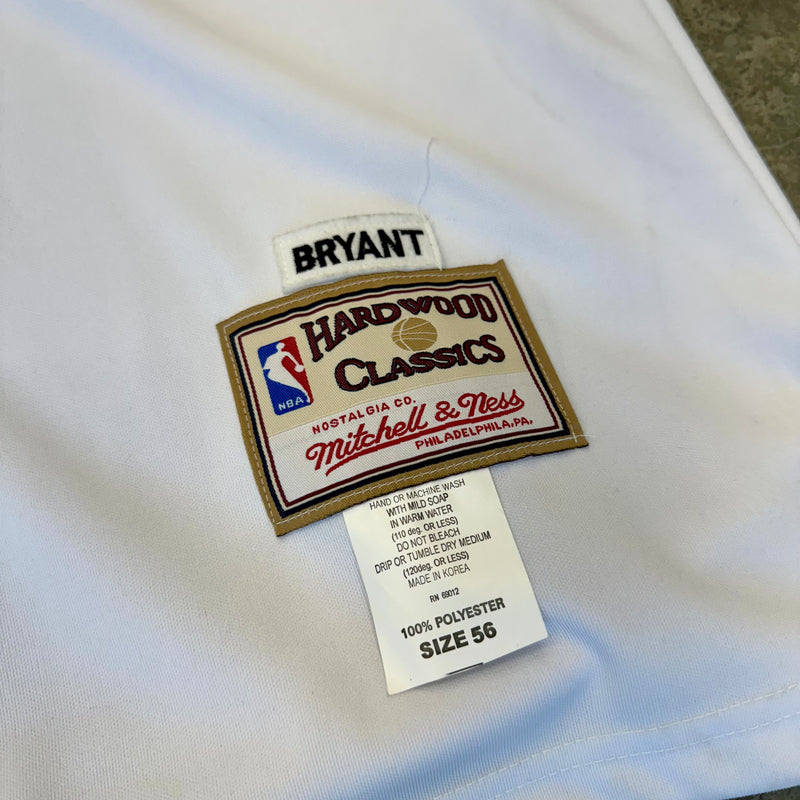 BRYANT
HARDWOOD
CLASSICS
NBA
NOSTALGIA CO.
Mitchell & Ness
PHILADELPHILA, PA.
HAND OR MACHINE WASH
WITH MILD SOAP
IN WARM WATER
(110 deg. OR LESS)
DO NOT BLEACH
DRIP OR TUMBLE DRY MEDIUM
(120deg. OR LESS)
MADE IN KOREA
RN 69012
100% POLYESTER
SIZE 56